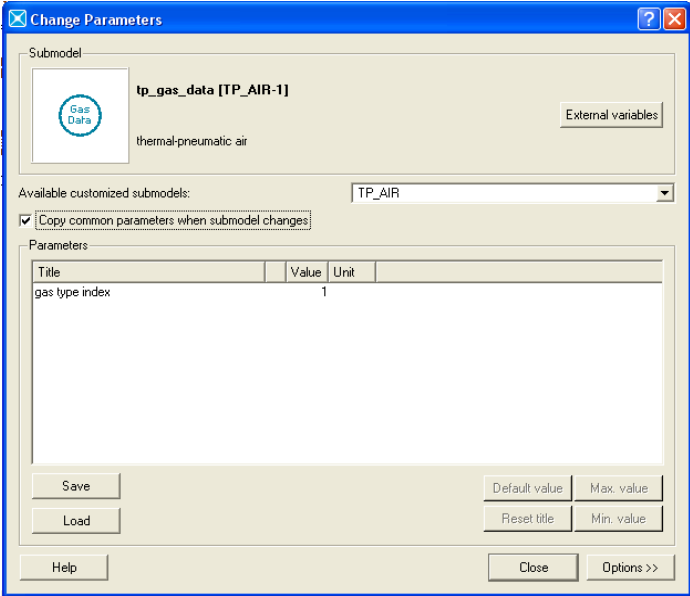 Change Parameters
Submodel
Gas
Data
tp_gas_data [TP_AIR-1]
External variables
thermal-pneumatic air
Available customized submodels:
TP_AIR
Copy common parameters when submodel changes
Parameters
Title Value Unit
gas type index 1
Save Default value Max. value
Load Reset title Min. value
Help Close Options >>